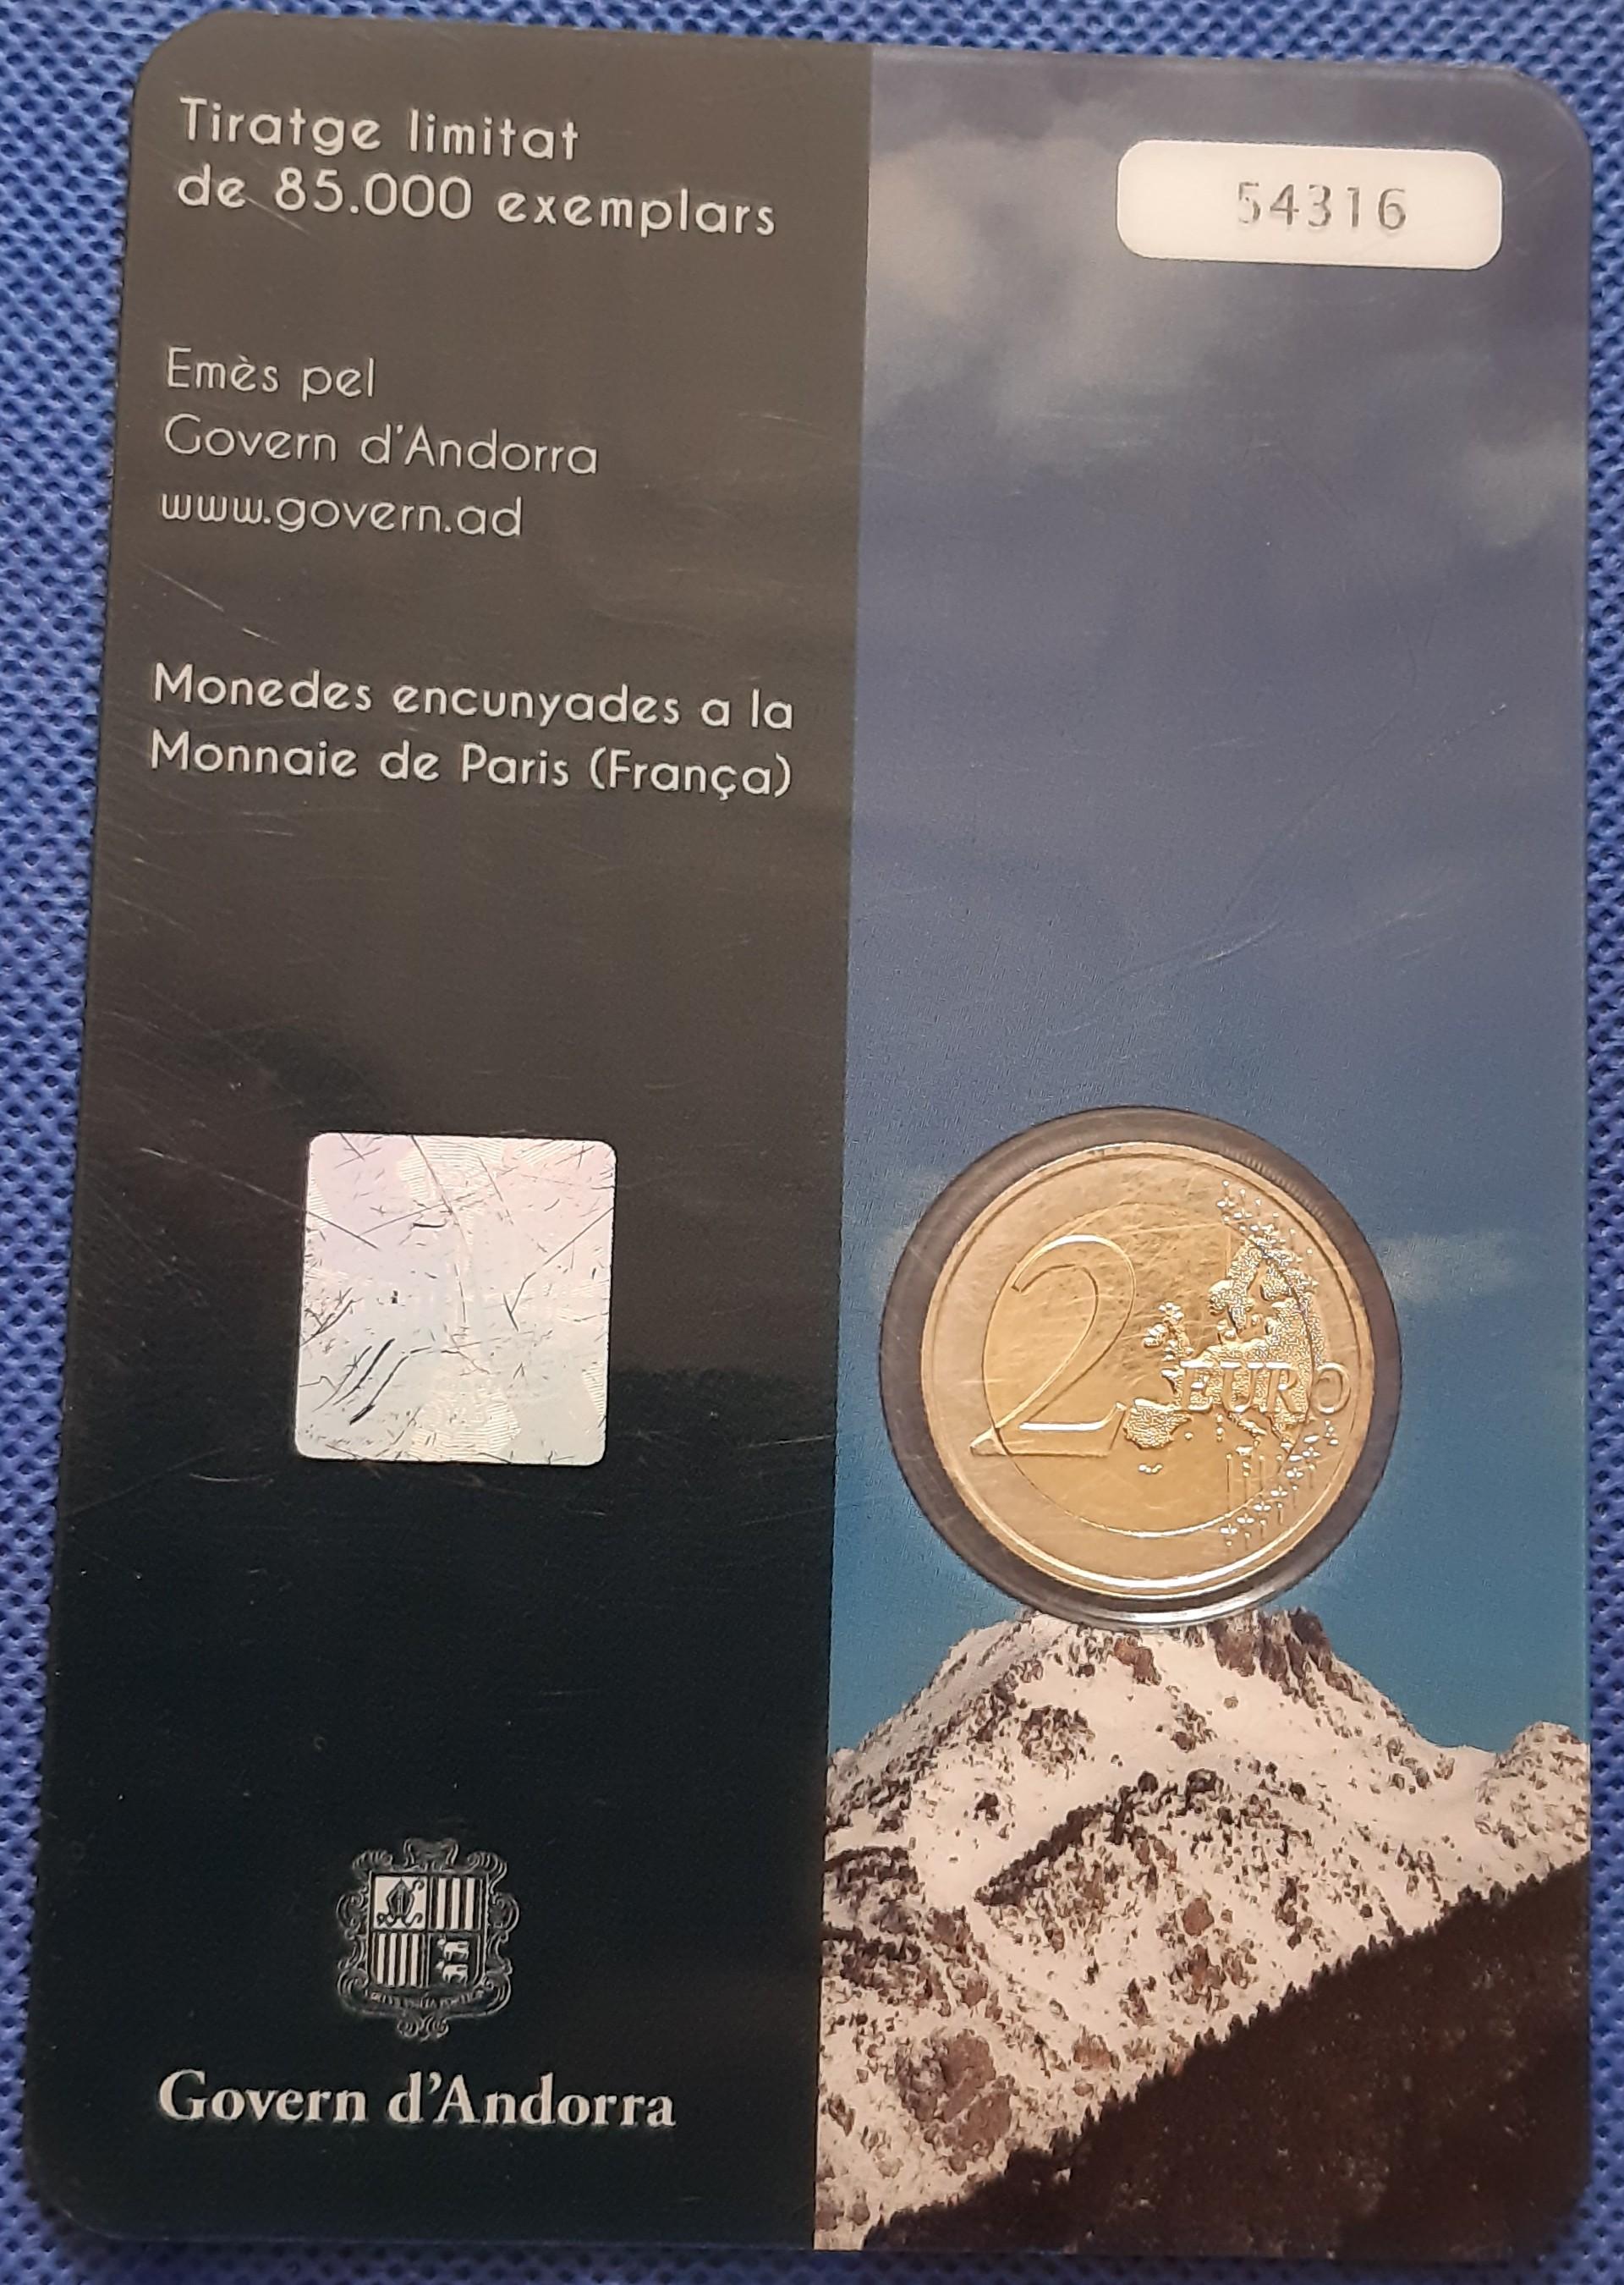 Tiratge limitat
de 85.000 exemplars
54316
Emès pel
Govern d'Andorra
www.govern.ad
Monedes encunyades a la
Monnaie de Paris (França)
2 EURO
Govern d'Andorra